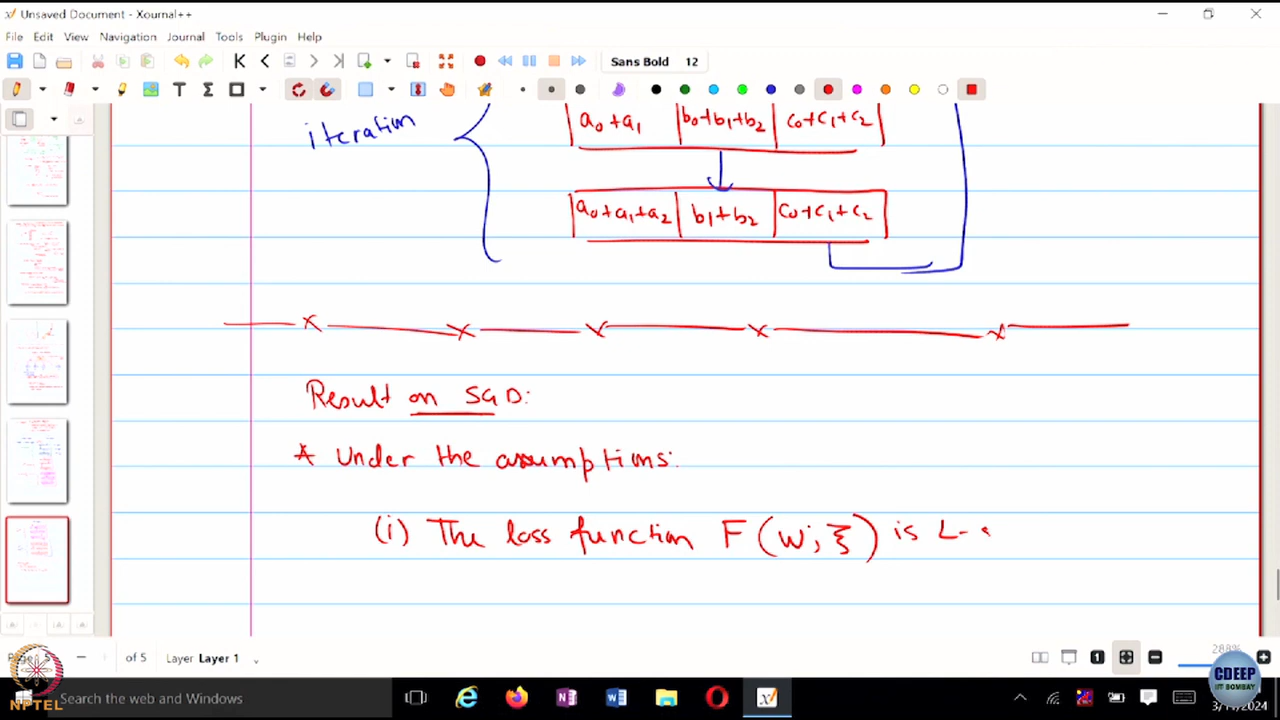 Unsaved Document - Xournal++
File Edit View Navigation Journal Tools Plugin Help
Sans Bold 12
iteration
a0+a1 b0+b1+b2 c0+c1+c2
a0+a1+a2 b1+b2 c0+c1+c2
Result on SGD:
* Under the assumptions:
(i) The loss function F(w; ξ) is L-
of 5 Layer Layer 1
288%
Search the web and Windows
NPTEL
CDEEP
IIT BOMBAY